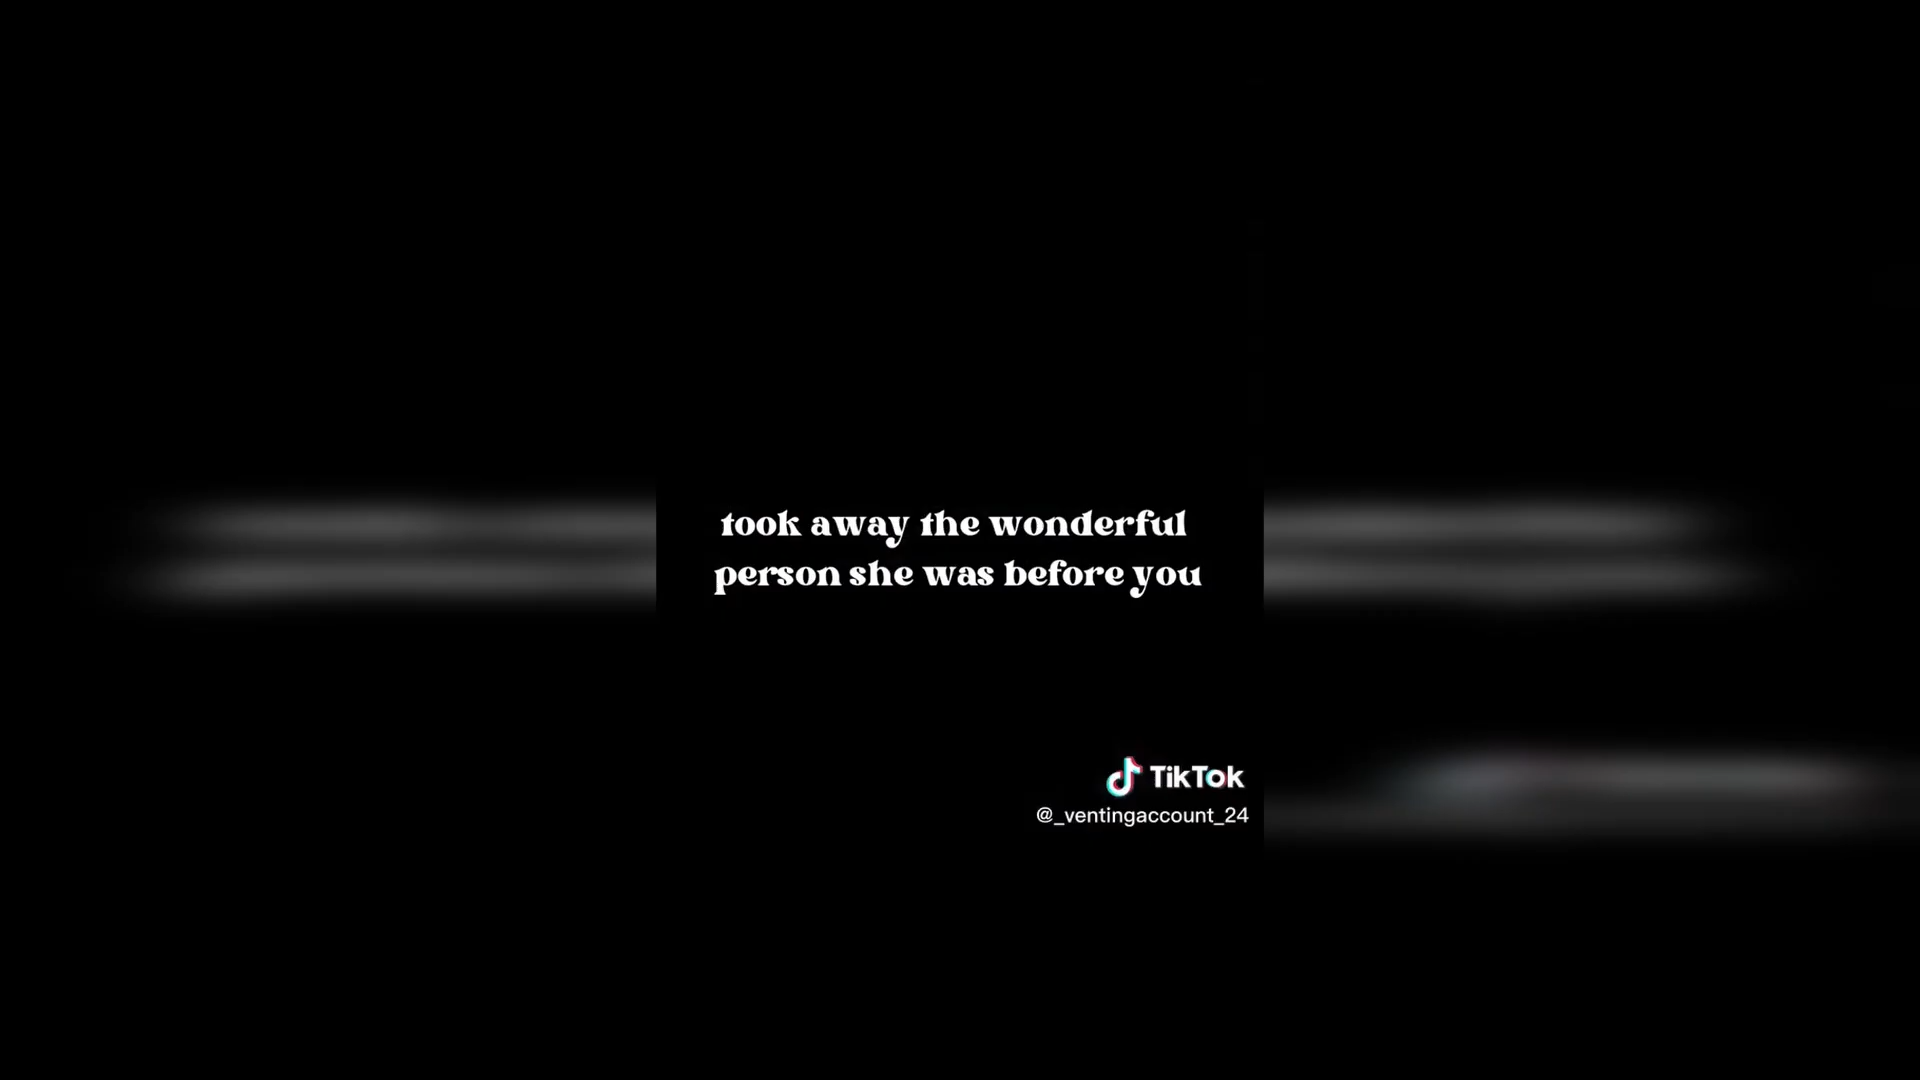 took away the wonderful
person she was before you
TikTok
@_ventingaccount_24